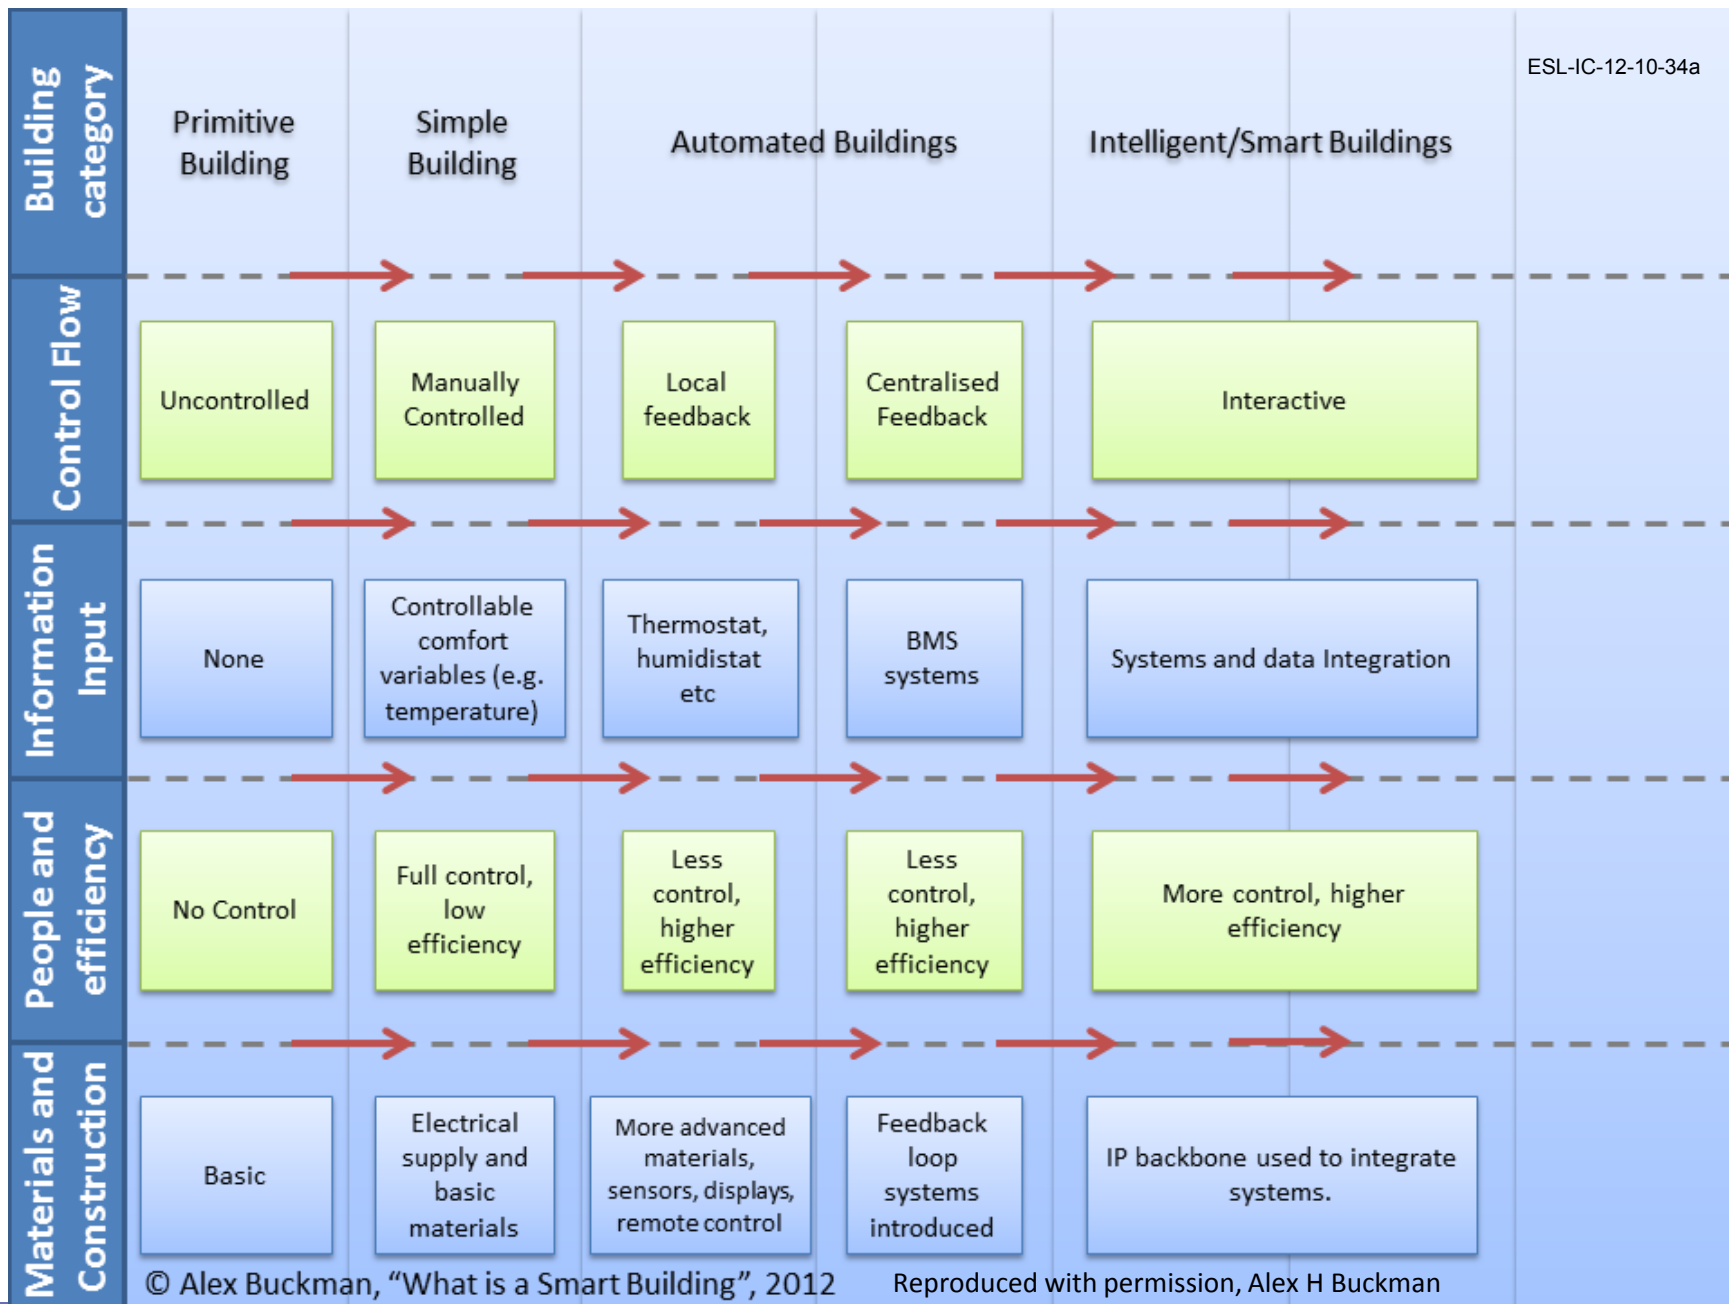 ESL-IC-12-10-34a
Building
category
Primitive
Building
Simple
Building
Automated Buildings
Intelligent/Smart Buildings
Control Flow
Uncontrolled
Manually
Controlled
Local
feedback
Centralised
Feedback
Interactive
Information
Input
None
Controllable
comfort
variables (e.g.
temperature)
Thermostat,
humidistat
etc
BMS
systems
Systems and data Integration
People and
efficiency
No Control
Full control,
low
efficiency
Less
control,
higher
efficiency
Less
control,
higher
efficiency
More control, higher
efficiency
Materials and
Construction
Basic
Electrical
supply and
basic
materials
More advanced
materials,
sensors, displays,
remote control
Feedback
loop
systems
introduced
IP backbone used to integrate
systems.
© Alex Buckman, “What is a Smart Building”, 2012
Reproduced with permission, Alex H Buckman